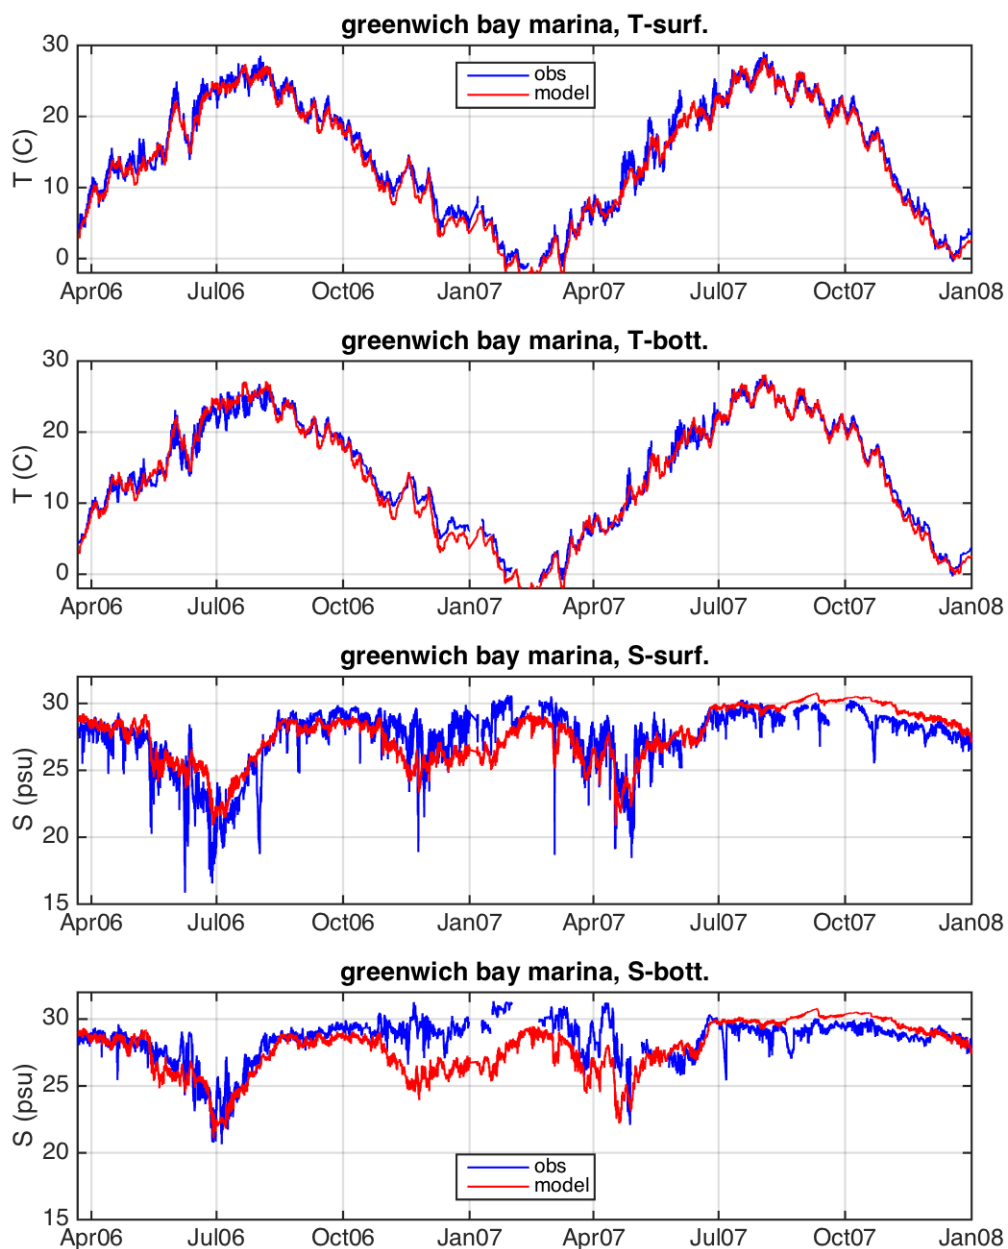 greenwich bay marina, T-surf.
30
20
10
0
T (C)
obs
model
Apr06 Jul06 Oct06 Jan07 Apr07 Jul07 Oct07 Jan08
greenwich bay marina, T-bott.
30
20
10
0
T (C)
Apr06 Jul06 Oct06 Jan07 Apr07 Jul07 Oct07 Jan08
greenwich bay marina, S-surf.
30
25
20
15
S (psu)
Apr06 Jul06 Oct06 Jan07 Apr07 Jul07 Oct07 Jan08
greenwich bay marina, S-bott.
30
25
20
15
S (psu)
obs
model
Apr06 Jul06 Oct06 Jan07 Apr07 Jul07 Oct07 Jan08